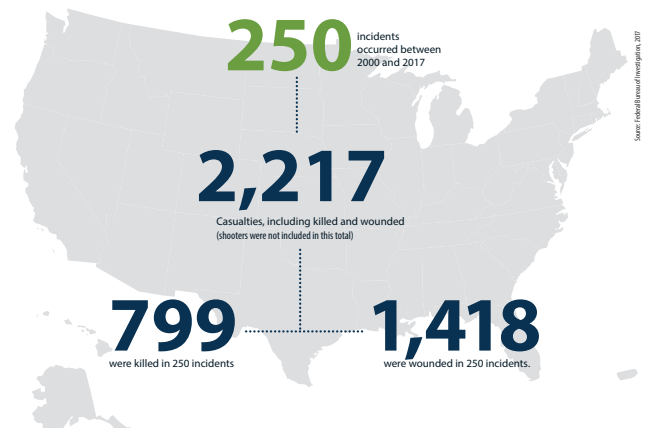 250
incidents
occurred between
2000 and 2017
Source: Federal Bureau of Investigation, 2017
2,217
Casualties, including killed and wounded
(shooters were not included in this total)
799
were killed in 250 incidents
1,418
were wounded in 250 incidents.